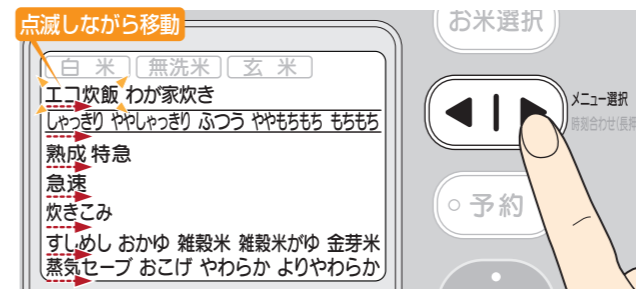 点滅しながら移動
白 米 無洗米 玄 米
エコ炊飯 わが家炊き
しゃっきり ややしゃっきり ふつう ややもちもち もちもち
熟成 特急
急速
炊きこみ
すしめし おかゆ 雑穀米 雑穀米がゆ 金芽米
蒸気セーブ おこげ やわらか よりやわらか
お米選択
メニュー選択
時刻合わせ(長押
予約